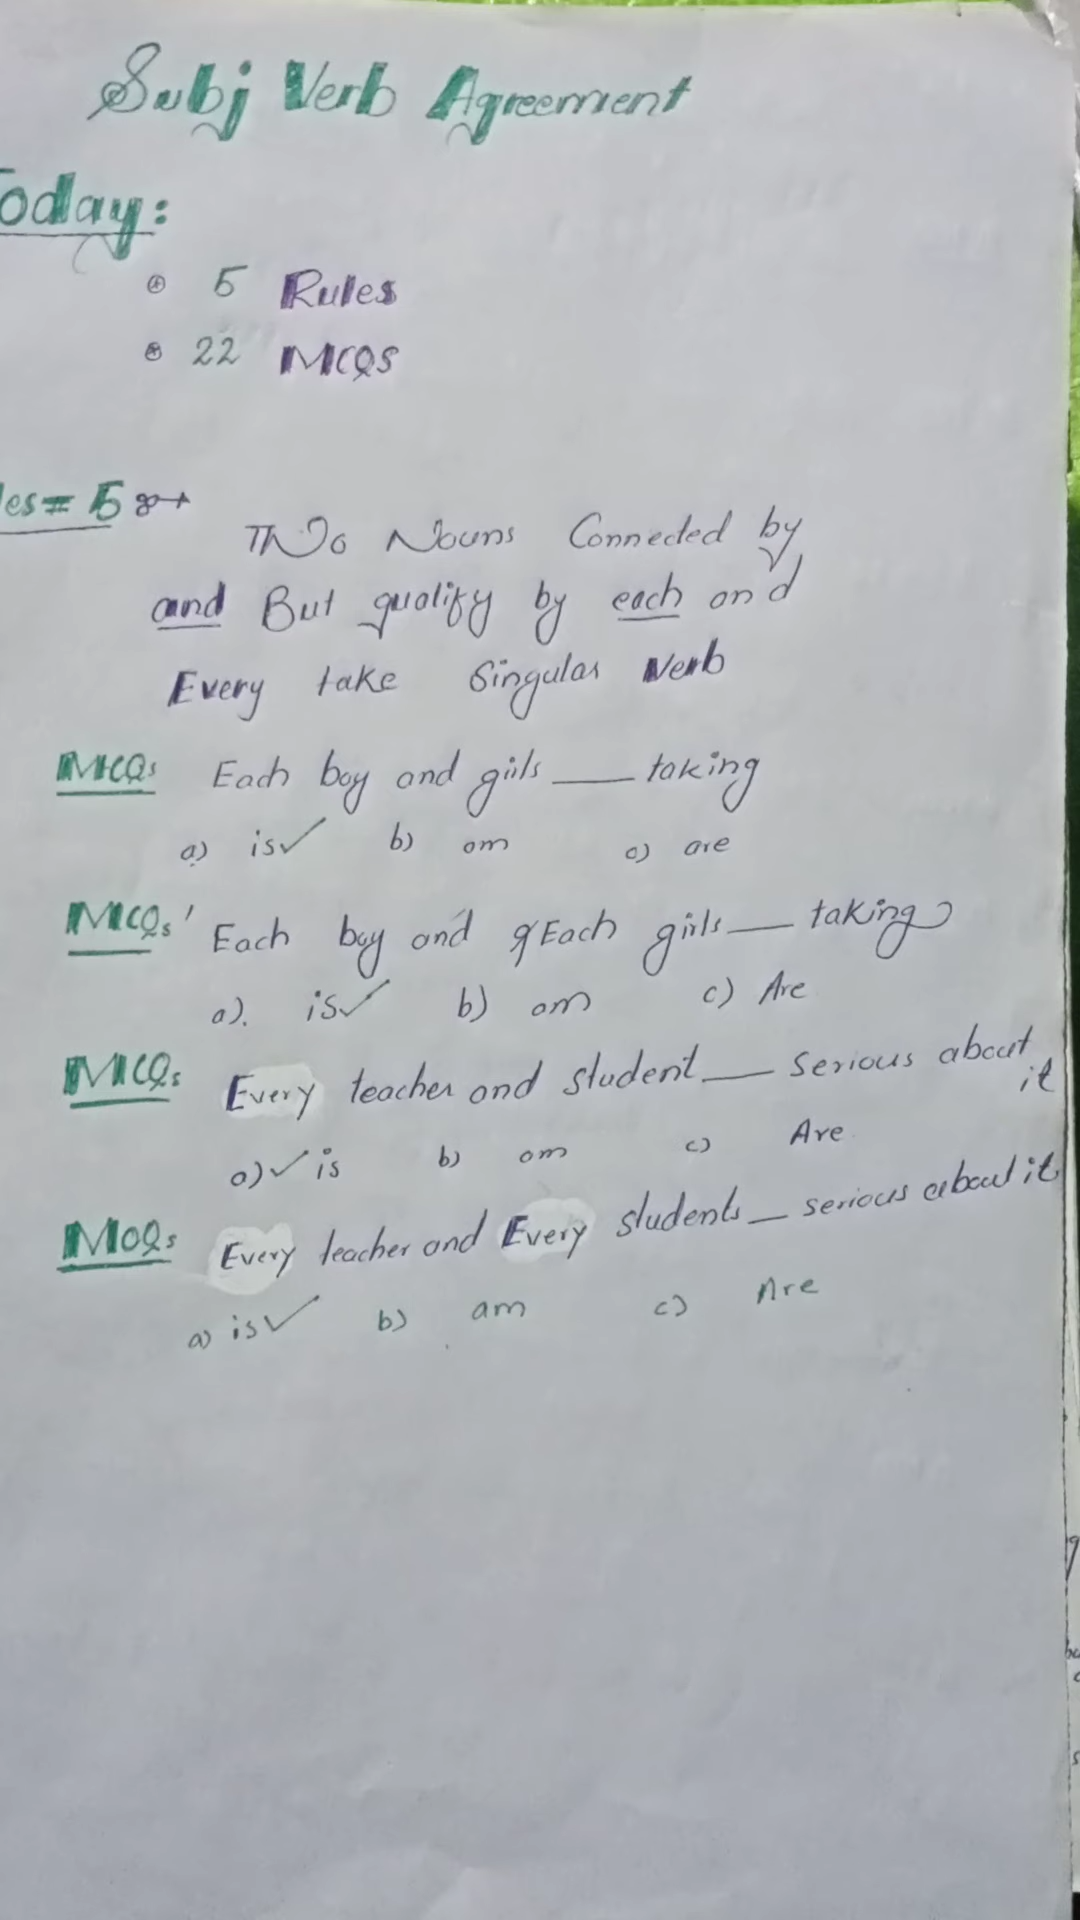 Subj Verb Agreement
Today:
5 Rules
22 MCQS
les = 5
Two Nouns Connected by
and But qualify by each and
Every take Singular Verb
MCQs Each boy and girls ___ taking
a) is✓ b) am c) are
MCQs' Each boy and Each girls ___ taking
a). is✓ b) am c) Are
MCQs Every teacher and student ___ serious about
it
a)✓ is b) am c) Are
MCQs Every teacher and Every students _ serious about it
a) is✓ b) am c) Are